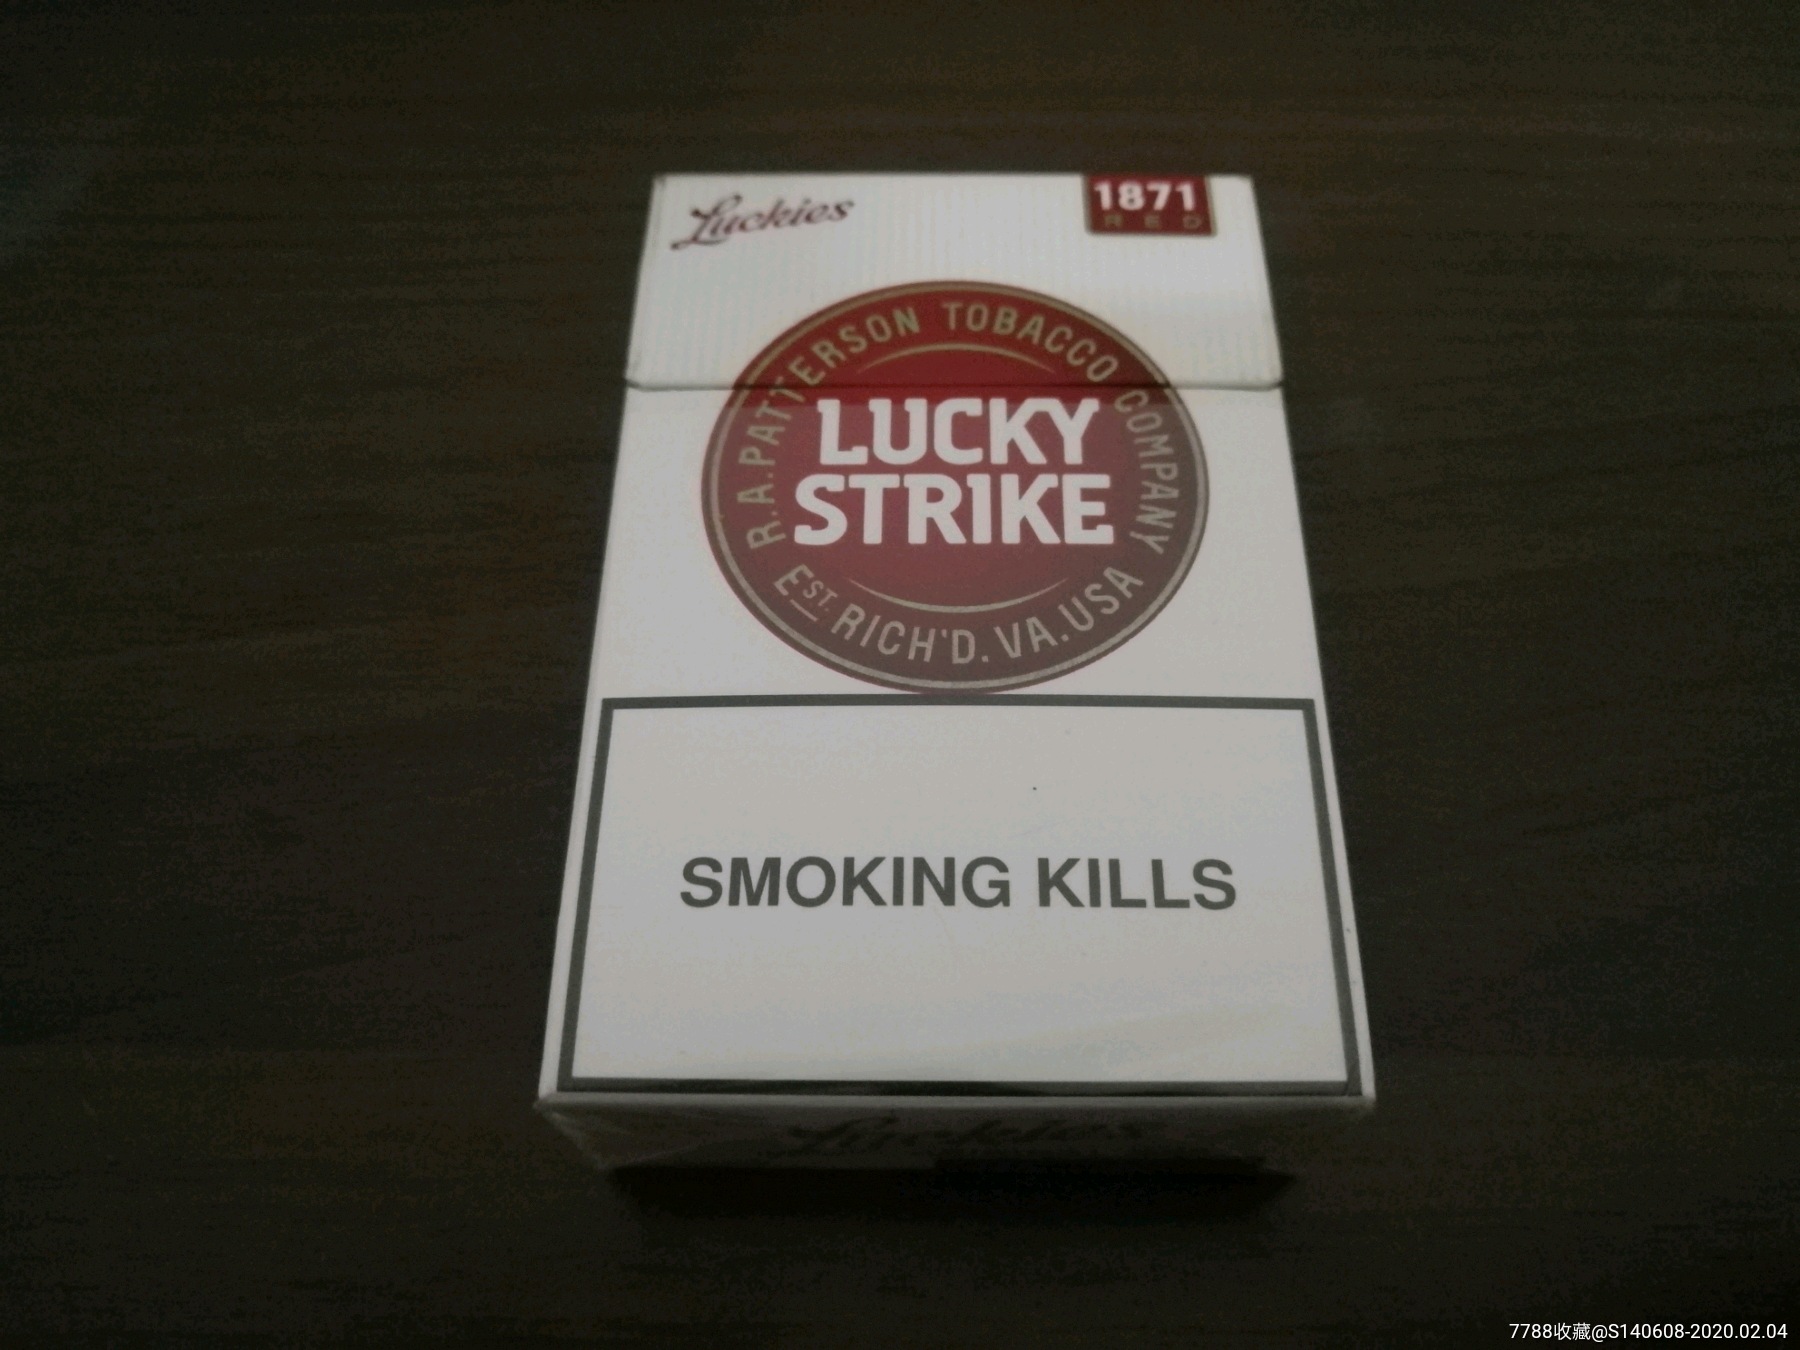 Luckies
1871
RED
R.A.PATTERSON TOBACCO COMPANY
LUCKY
STRIKE
EST. RICH'D. VA.USA
SMOKING KILLS
Luckies
7788收藏@S140608-2020.02.04